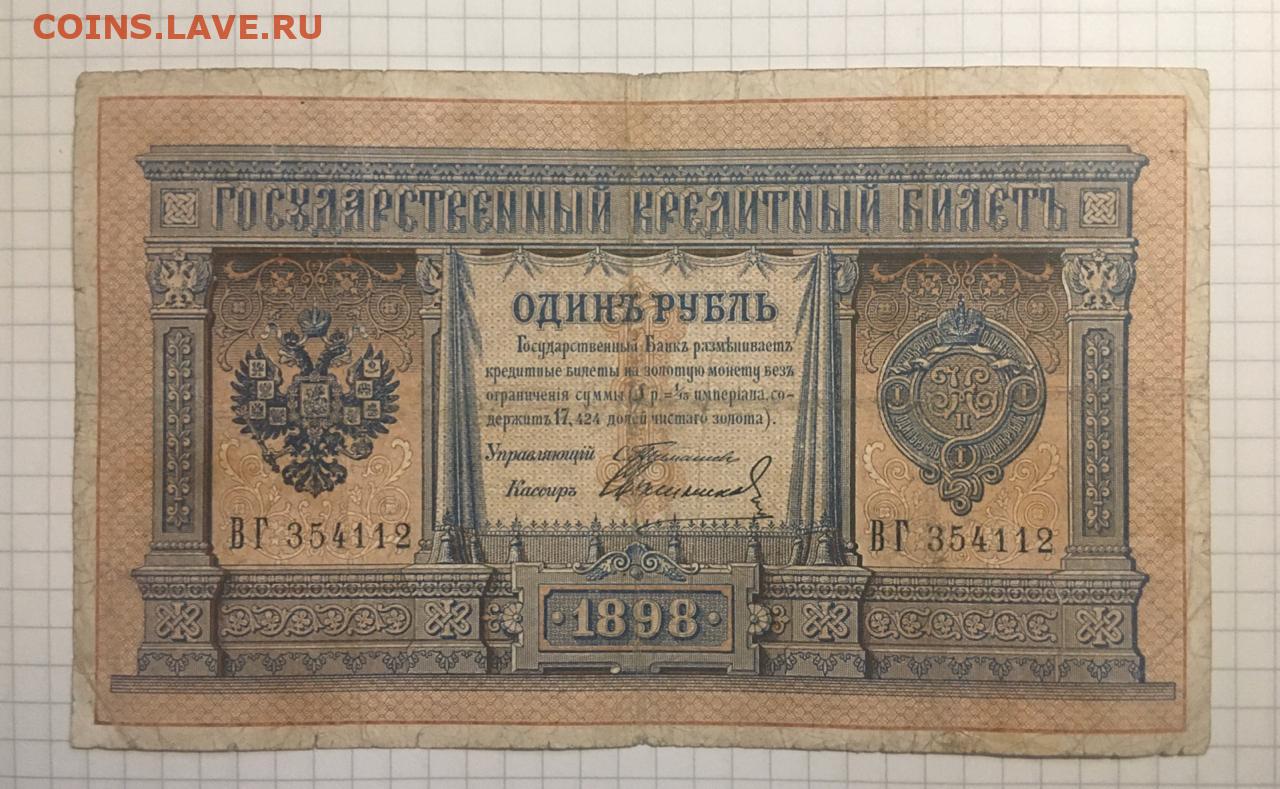 COINS.LAVE.RU
ГОСУДАРСТВЕННЫЙ КРЕДИТНЫЙ БИЛЕТЪ
ОДИНЪ РУБЛЬ
Государственный Банкъ размѣниваетъ
кредитные билеты на золотую монету безъ
ограниченія суммы (1 р. = 1/15 имперіала, со-
держитъ 17,424 долей чистаго золота).
Управляющій
Кассиръ
ВГ 354112
ВГ 354112
1898